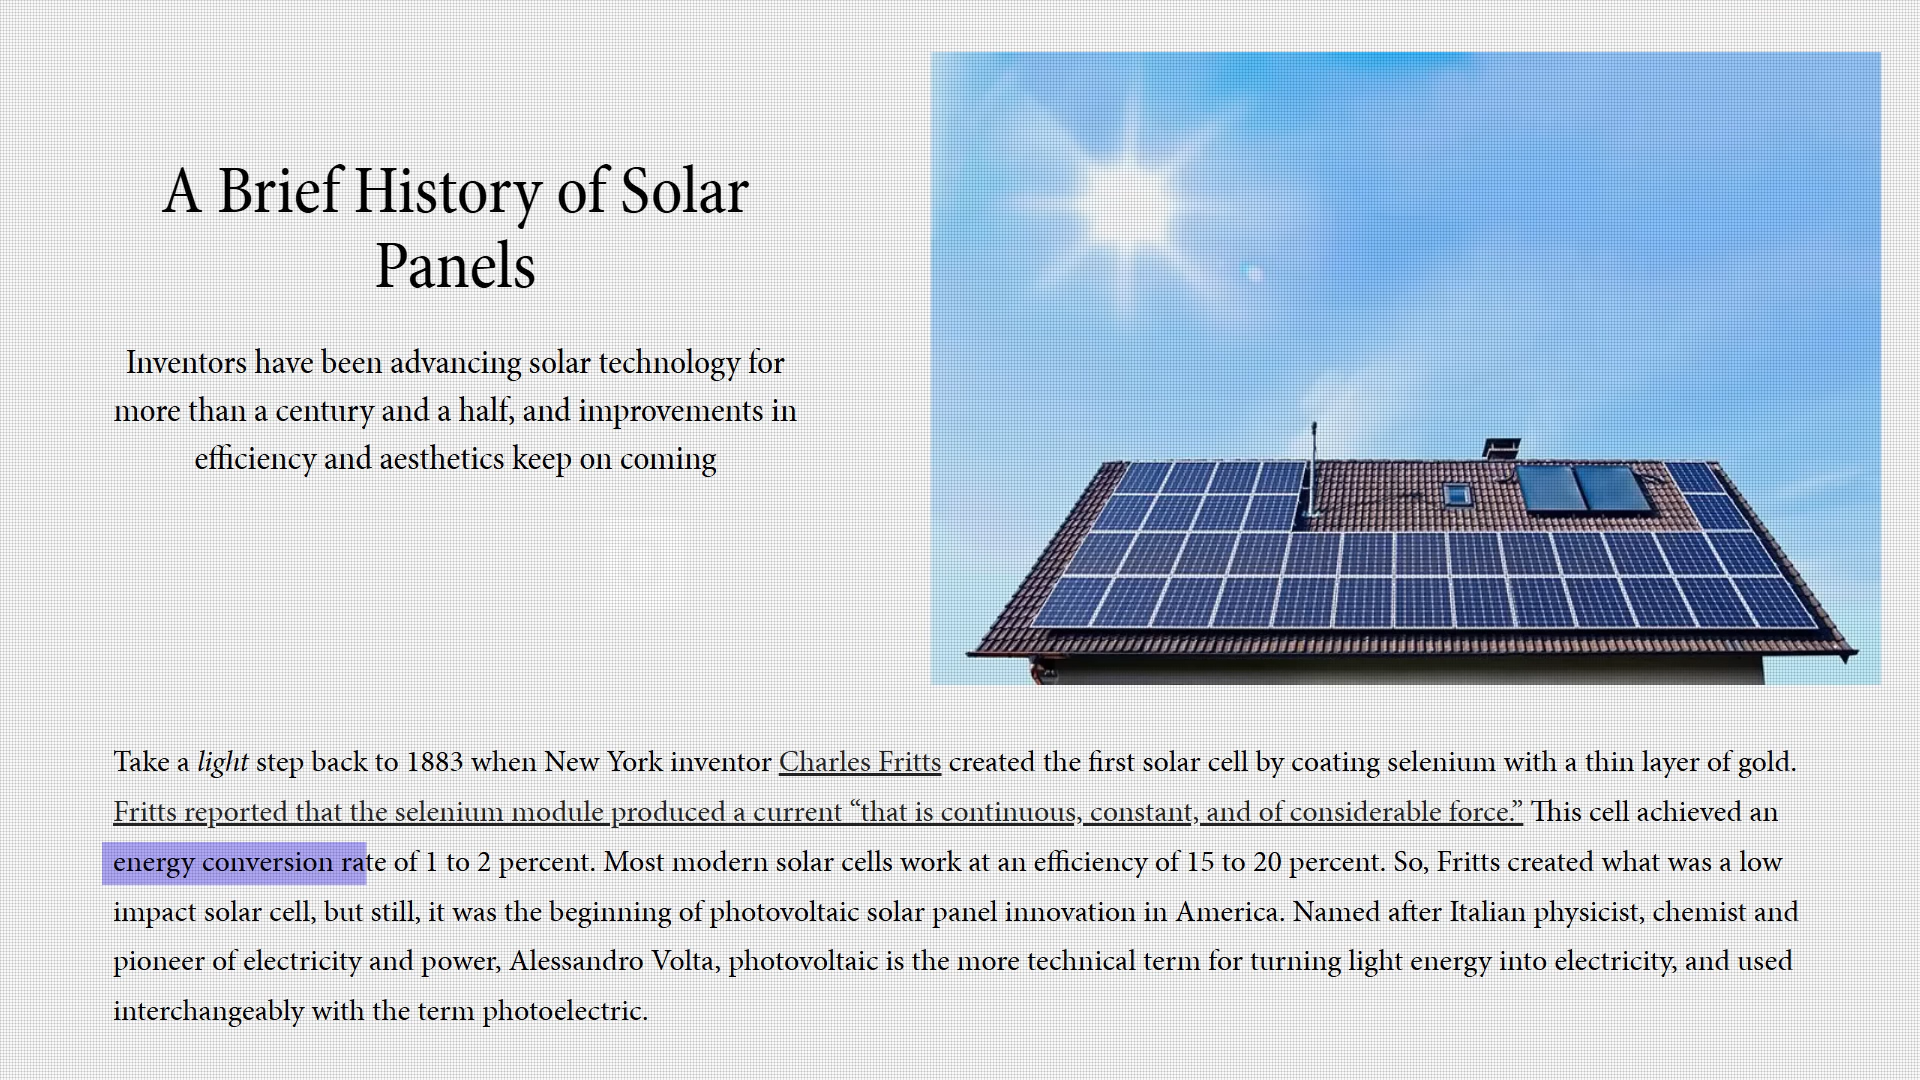 A Brief History of Solar
Panels
Inventors have been advancing solar technology for
more than a century and a half, and improvements in
efficiency and aesthetics keep on coming
Take a light step back to 1883 when New York inventor Charles Fritts created the first solar cell by coating selenium with a thin layer of gold.
Fritts reported that the selenium module produced a current “that is continuous, constant, and of considerable force.” This cell achieved an
energy conversion rate of 1 to 2 percent. Most modern solar cells work at an efficiency of 15 to 20 percent. So, Fritts created what was a low
impact solar cell, but still, it was the beginning of photovoltaic solar panel innovation in America. Named after Italian physicist, chemist and
pioneer of electricity and power, Alessandro Volta, photovoltaic is the more technical term for turning light energy into electricity, and used
interchangeably with the term photoelectric.